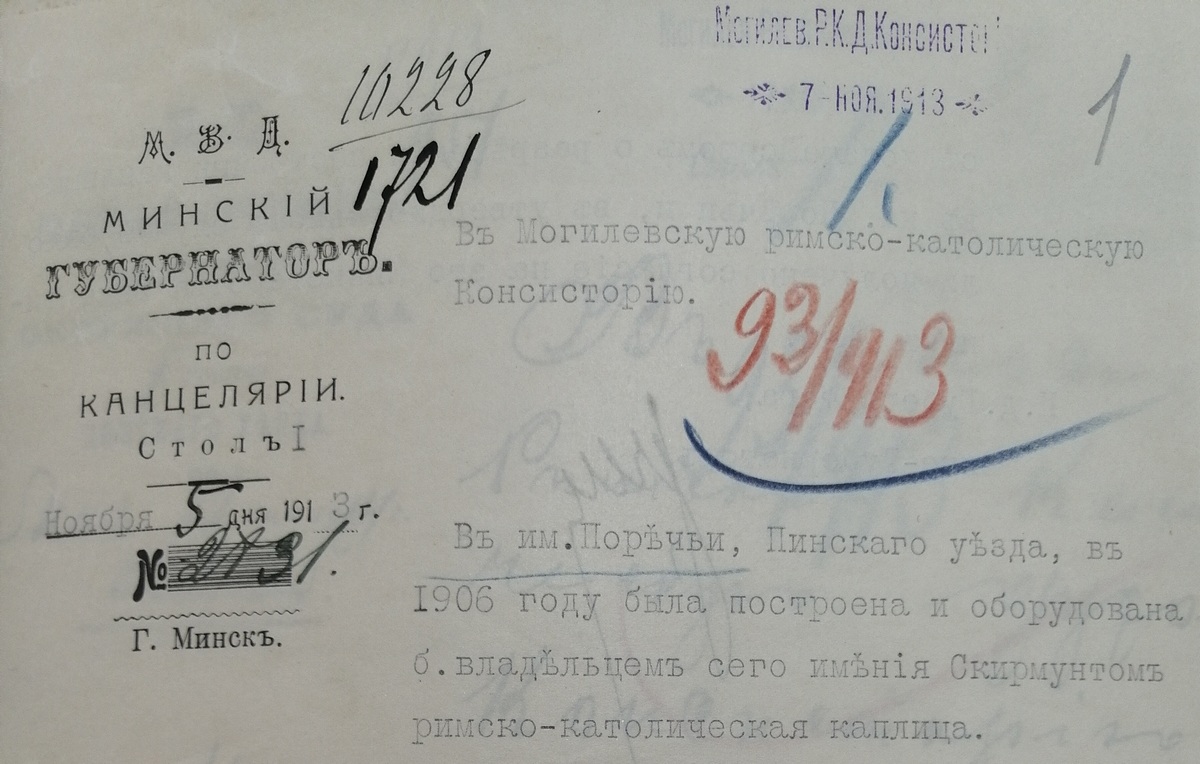 Могилев.Р.К.Д.Консистор
7-НОЯ.1913
1
10228
1721
М. В. Д.
МИНСКІЙ
ГУБЕРНАТОРЪ.
ПО
КАНЦЕЛЯРІИ.
Столъ I
Ноября 5 дня 1913 г.
№
Г. Минскъ.
Въ Могилевскую римско-католическую
Консисторію.
93/913
Въ им.Порѣчьи, Пинскаго уѣзда, въ
1906 году была построена и оборудована
б.владѣльцемъ сего имѣнія Скирмунтомъ
римско-католическая каплица.